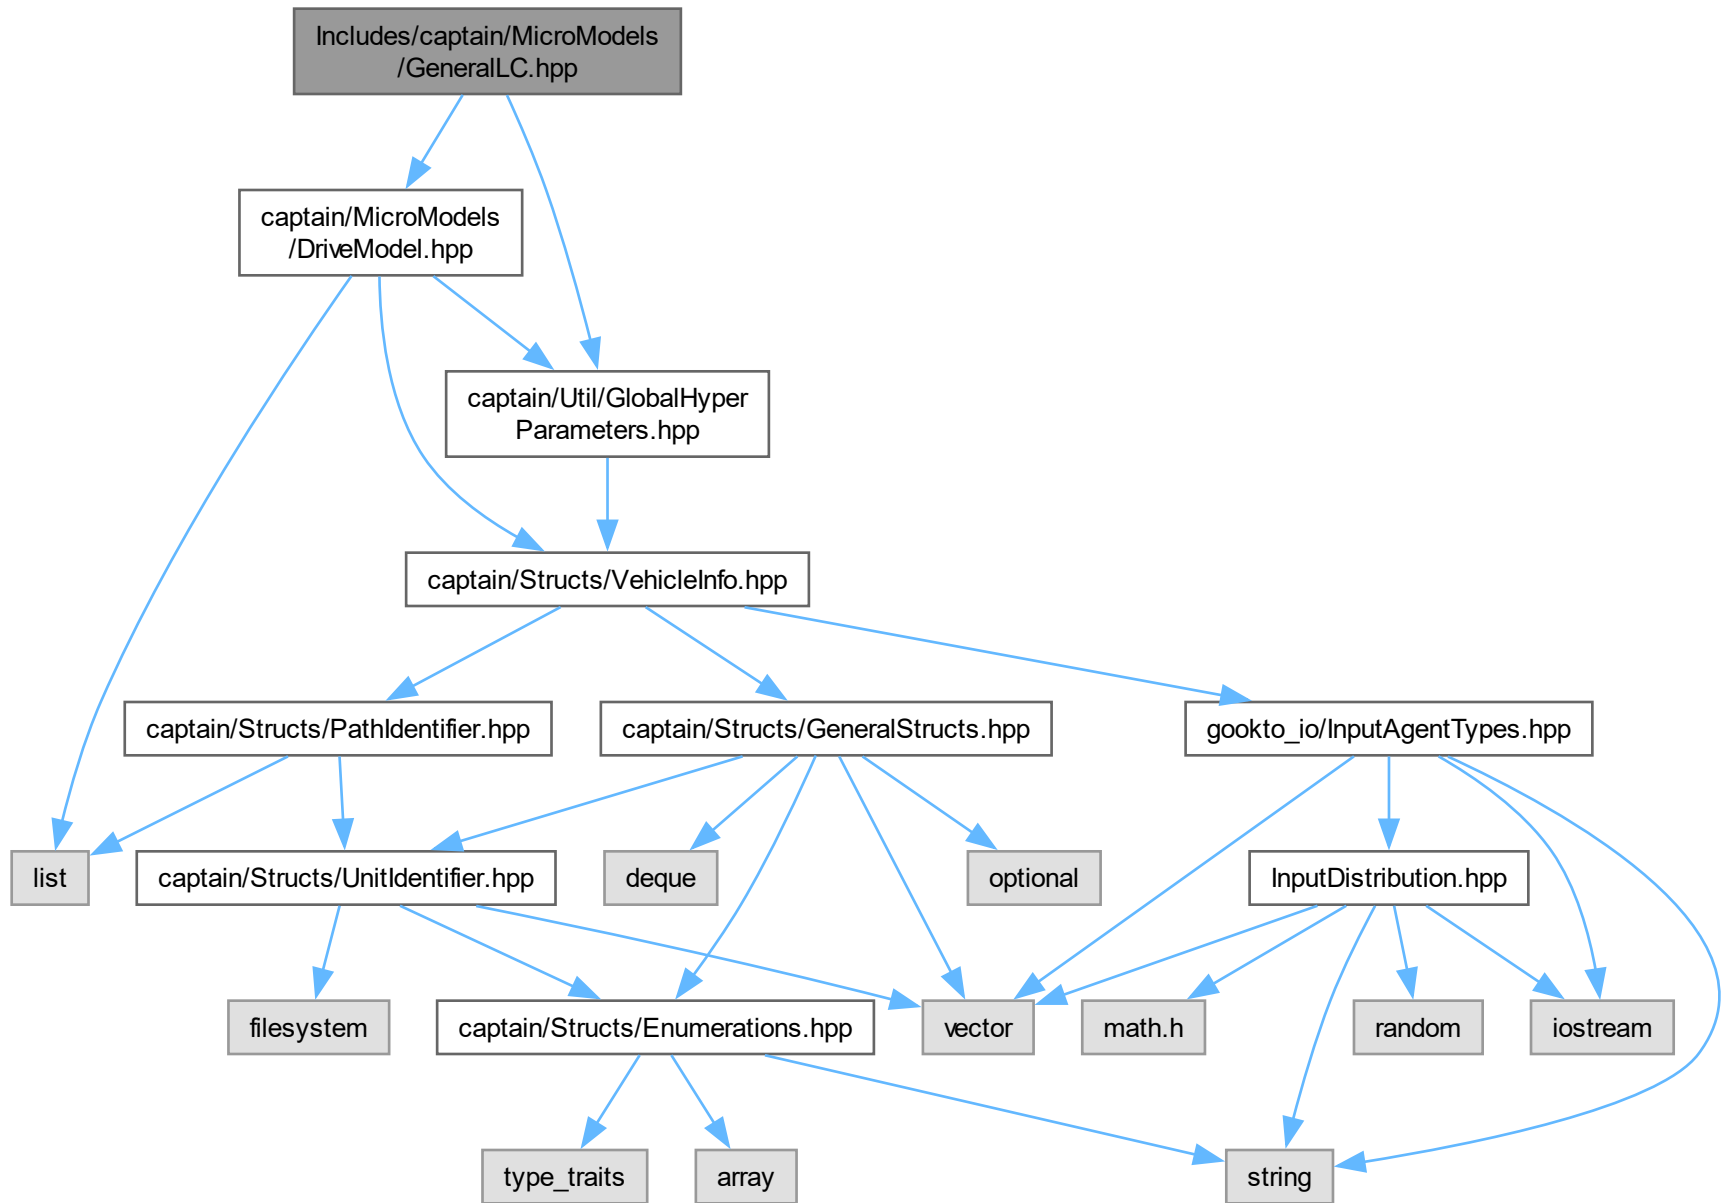 Includes/captain/MicroModels
/GeneralLC.hpp
captain/MicroModels
/DriveModel.hpp
captain/Util/GlobalHyper
Parameters.hpp
captain/Structs/VehicleInfo.hpp
captain/Structs/PathIdentifier.hpp
captain/Structs/GeneralStructs.hpp
gookto_io/InputAgentTypes.hpp
list
captain/Structs/UnitIdentifier.hpp
deque
optional
InputDistribution.hpp
filesystem
captain/Structs/Enumerations.hpp
vector
math.h
random
iostream
type_traits
array
string